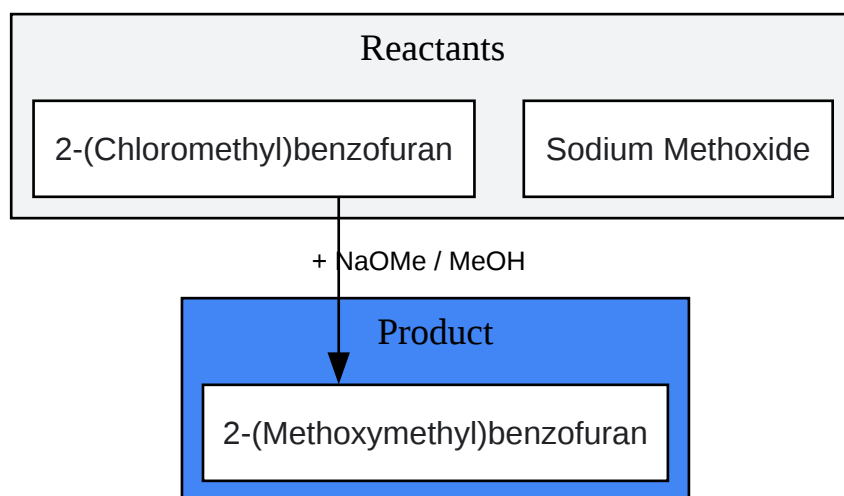 Reactants
2-(Chloromethyl)benzofuran
Sodium Methoxide
+ NaOMe / MeOH
Product
2-(Methoxymethyl)benzofuran